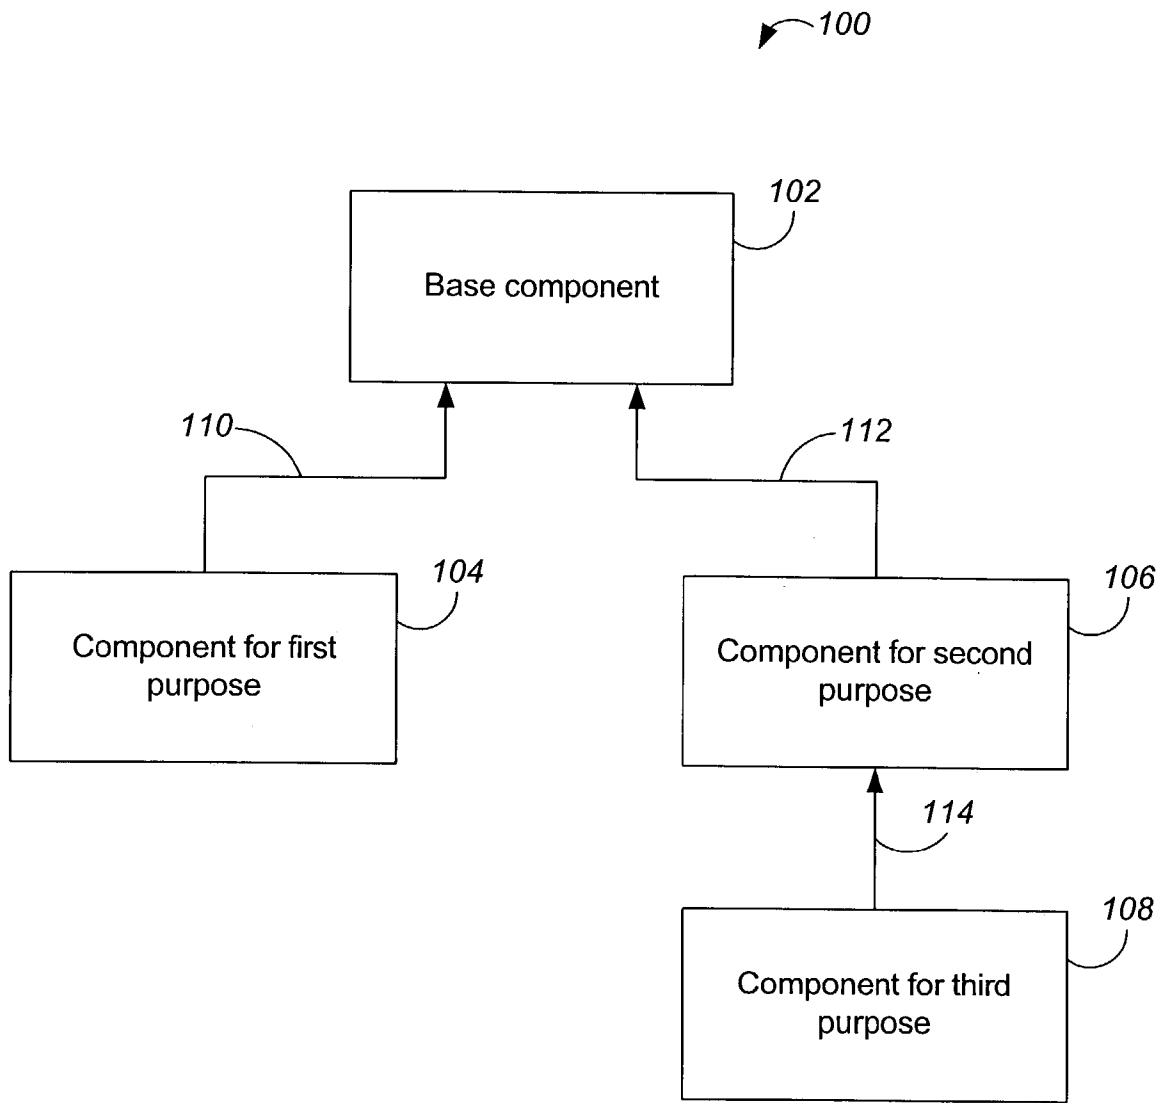 100
102
Base component
110
112
104
Component for first
purpose
106
Component for second
purpose
114
108
Component for third
purpose